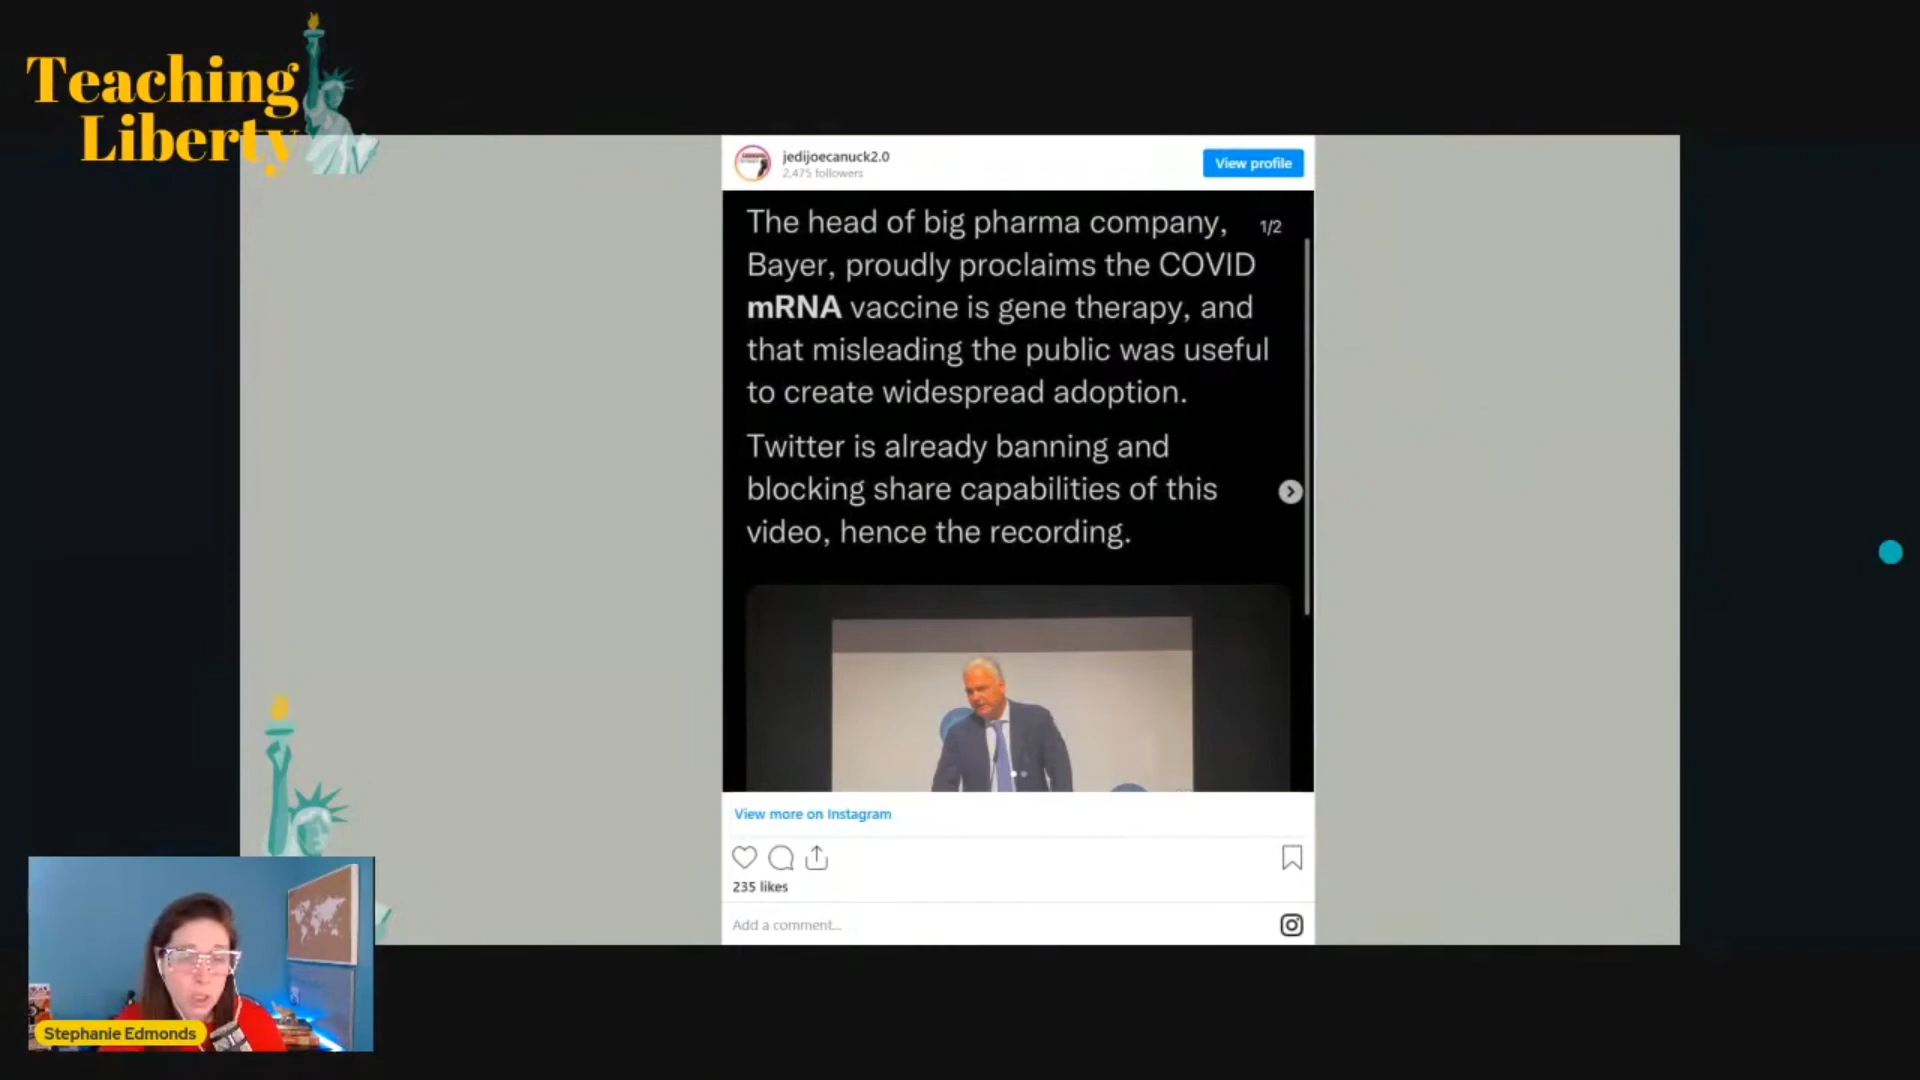 Teaching
Liberty
jedijoecanuck2.0
2,475 followers
View profile
The head of big pharma company,
1/2
Bayer, proudly proclaims the COVID
mRNA vaccine is gene therapy, and
that misleading the public was useful
to create widespread adoption.
Twitter is already banning and
blocking share capabilities of this
video, hence the recording.
View more on Instagram
235 likes
Add a comment...
Stephanie Edmonds